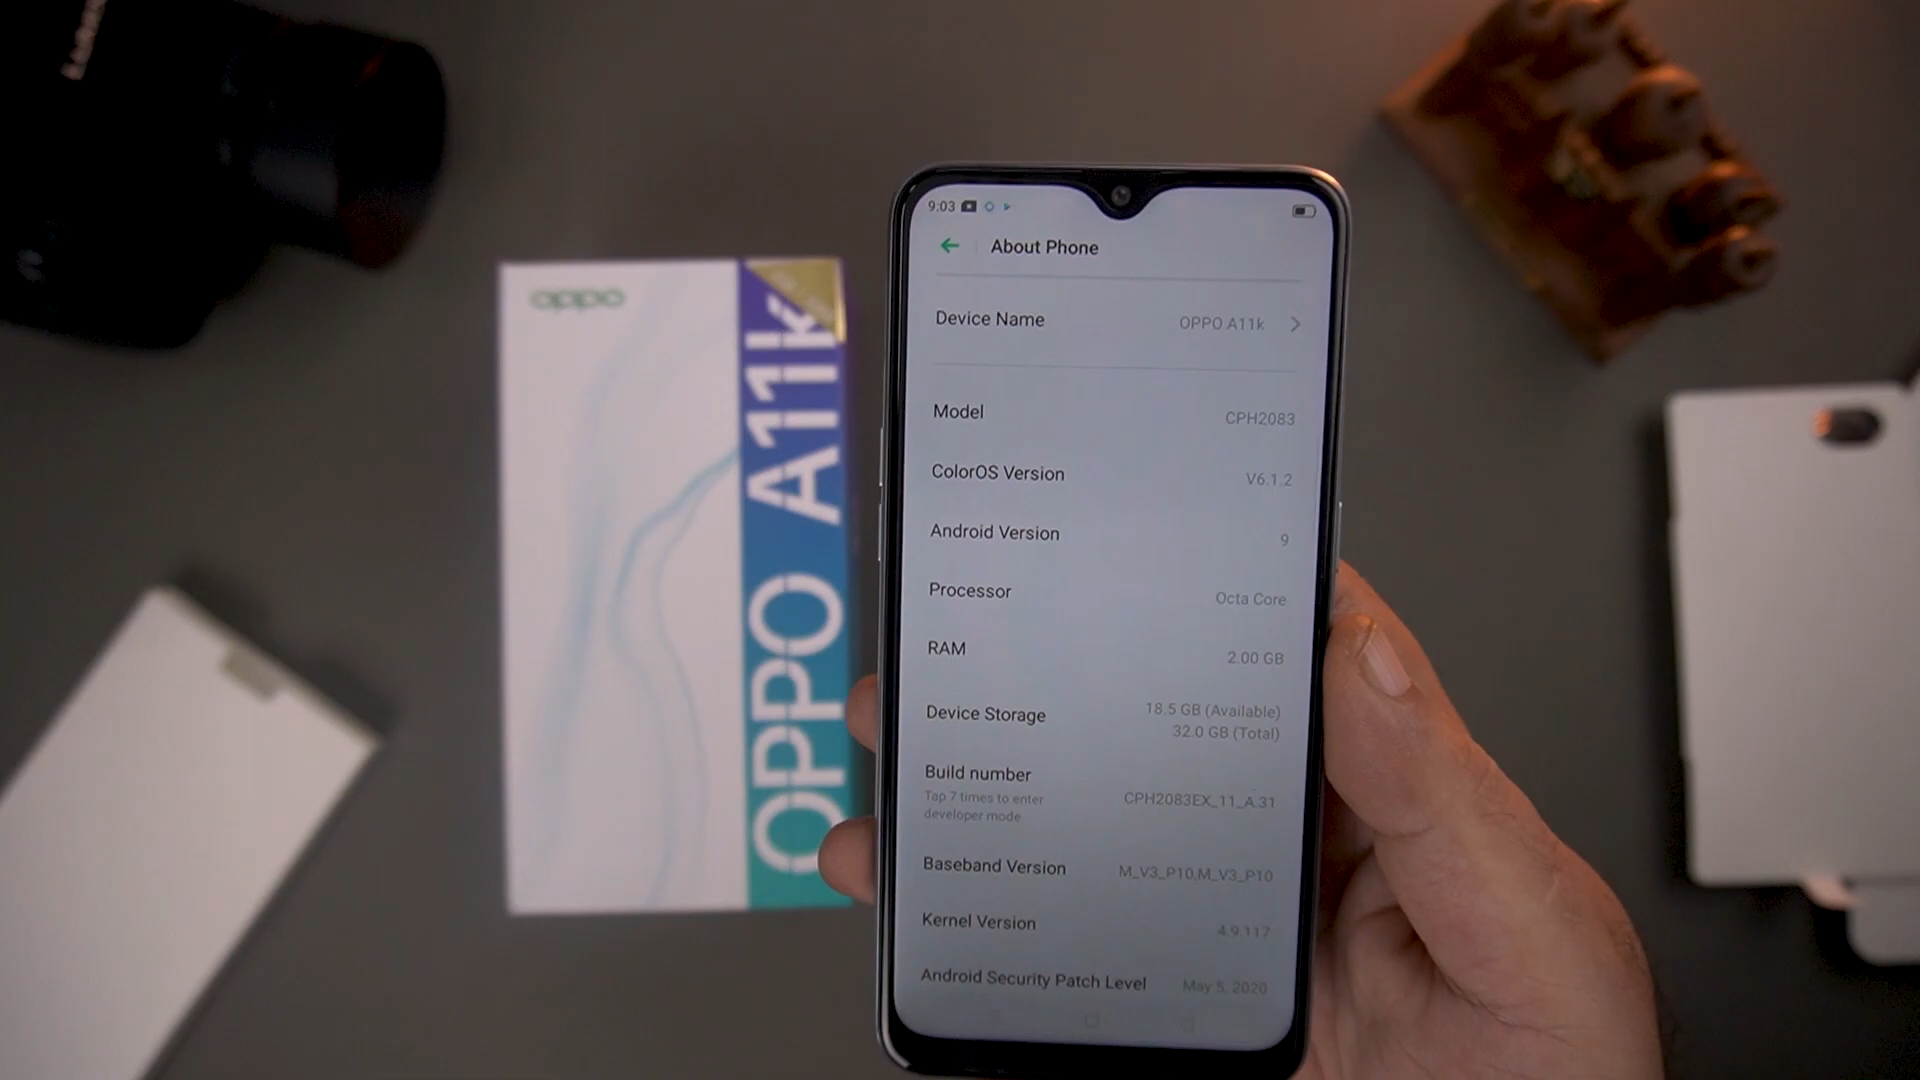 oppo
OPPO A11k
9:03
About Phone
Device Name
OPPO A11k
Model
CPH2083
ColorOS Version
V6.1.2
Android Version
9
Processor
Octa Core
RAM
2.00 GB
Device Storage
18.5 GB (Available)
32.0 GB (Total)
Build number
Tap 7 times to enter
developer mode
CPH2083EX_11_A.31
Baseband Version
M_V3_P10,M_V3_P10
Kernel Version
4.9.117
Android Security Patch Level
May 5, 2020